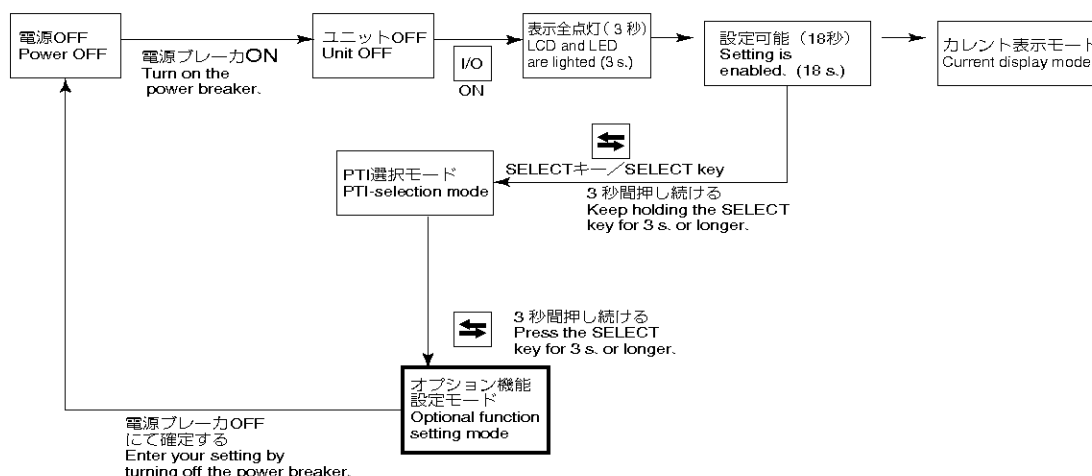 電源OFF
Power OFF
電源ブレーカON
Turn on the
power breaker.
ユニットOFF
Unit OFF
I/O
ON
表示全点灯(3秒)
LCD and LED
are lighted (3 s.)
設定可能(18秒)
Setting is
enabled. (18 s.)
カレント表示モード
Current display mode
SELECTキー/SELECT key
3秒間押し続ける
Keep holding the SELECT
key for 3 s. or longer.
PTI選択モード
PTI-selection mode
3秒間押し続ける
Press the SELECT
key for 3 s. or longer.
オプション機能
設定モード
Optional function
setting mode
電源ブレーカOFF
にて確定する
Enter your setting by
turning off the power breaker.